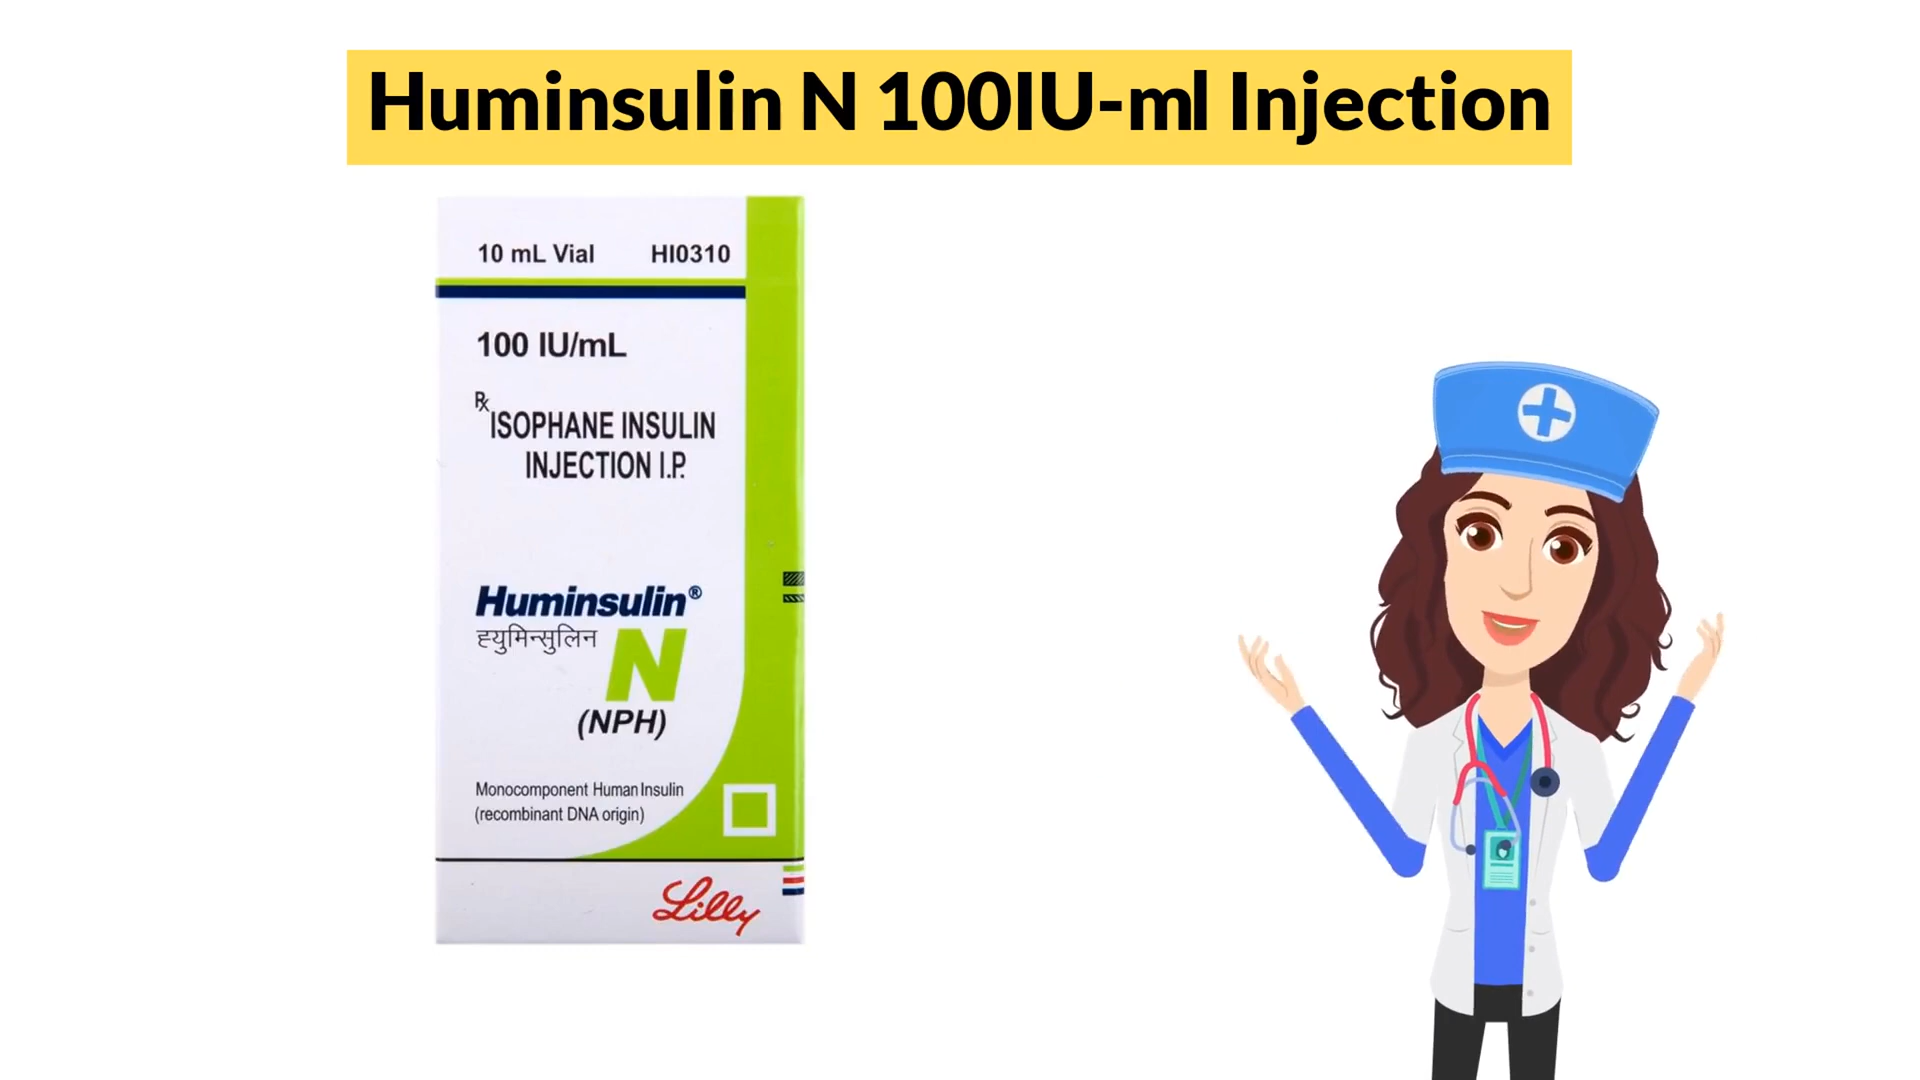 Huminsulin N 100IU-ml Injection
10 mL Vial HI0310
100 IU/mL
Rx
ISOPHANE INSULIN
INJECTION I.P.
Huminsulin®
ह्युमिन्सुलिन
N
(NPH)
Monocomponent Human Insulin
(recombinant DNA origin)
Lilly